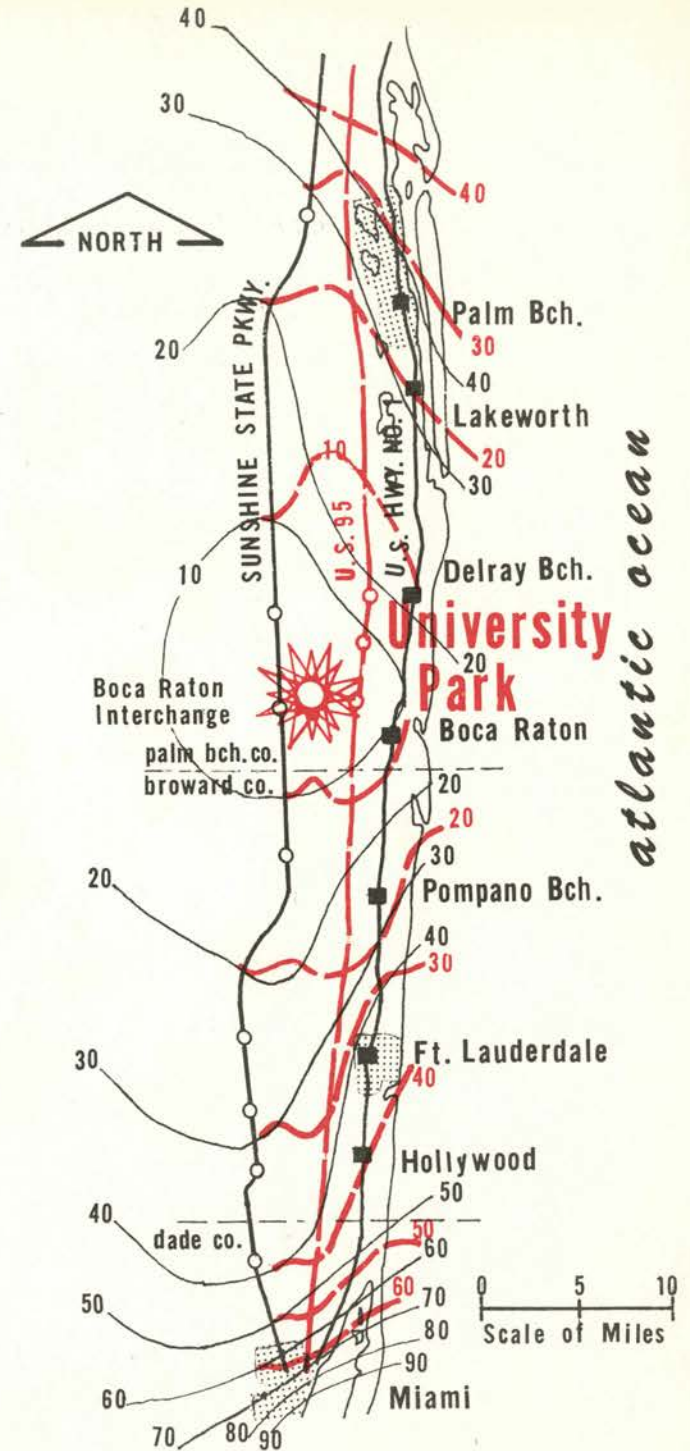 40
30
40
NORTH
SUNSHINE STATE PKWY.
20
Palm Bch.
30
40
Lakeworth
20
30
10
U.S. 95
U.S. HWY. NO. 1
atlantic ocean
10
Delray Bch.
University
Park
20
Boca Raton
Interchange
Boca Raton
palm bch.co.
broward co.
20
20
30
20
Pompano Bch.
40
30
30
Ft. Lauderdale
40
Hollywood
50
40
dade co.
50
60
50
60
70
80
90
0 5 10
Scale of Miles
60
Miami
70
80
90